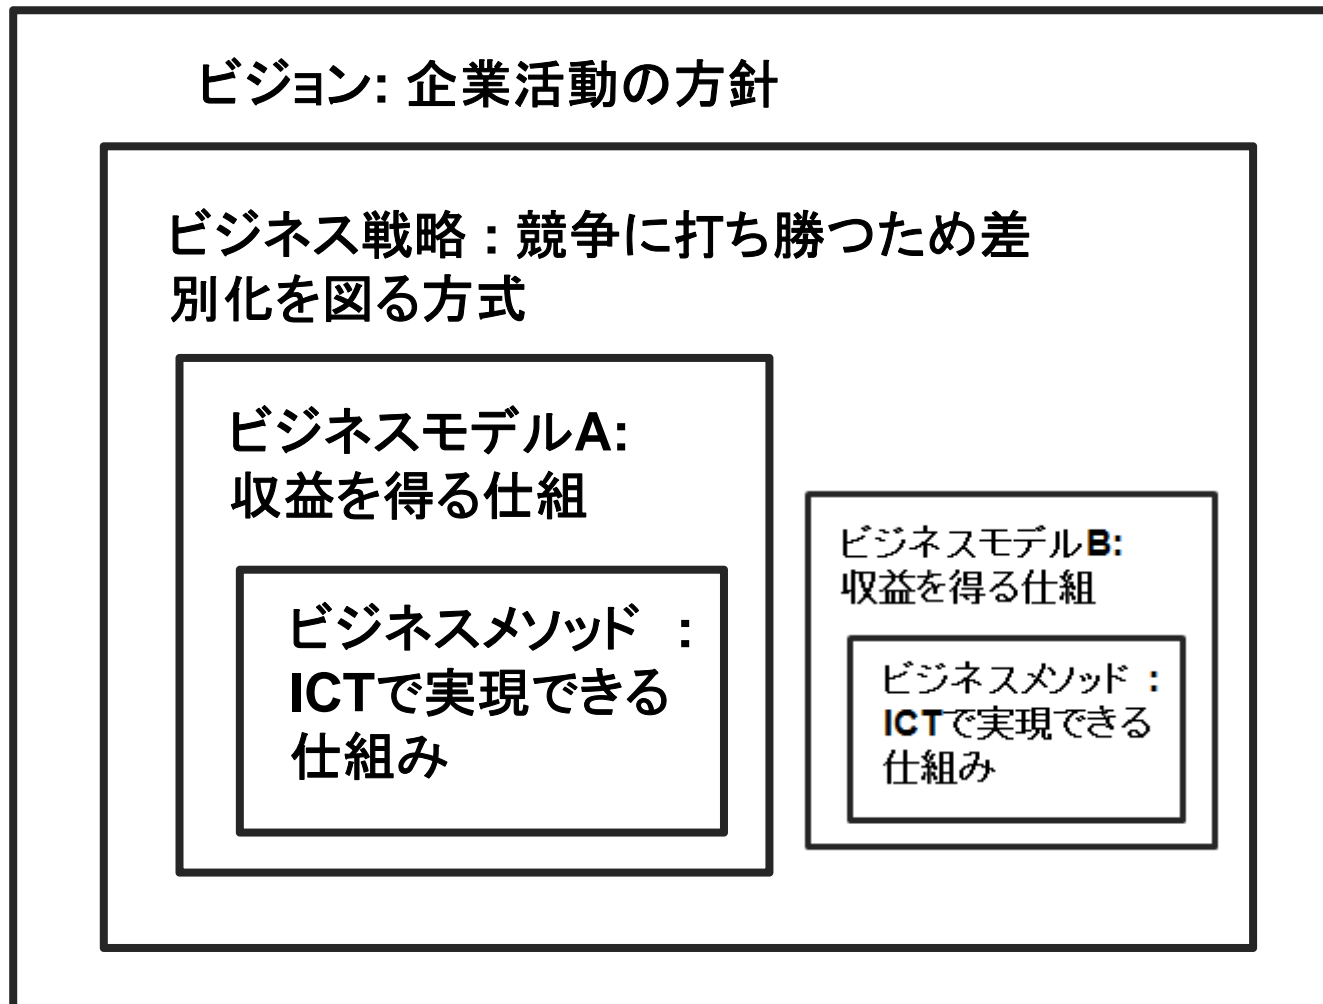 ビジョン: 企業活動の方針
ビジネス戦略 : 競争に打ち勝つため差
別化を図る方式
ビジネスモデルA:
収益を得る仕組
ビジネスメソッド :
ICTで実現できる
仕組み
ビジネスモデルB:
収益を得る仕組
ビジネスメソッド :
ICTで実現できる
仕組み